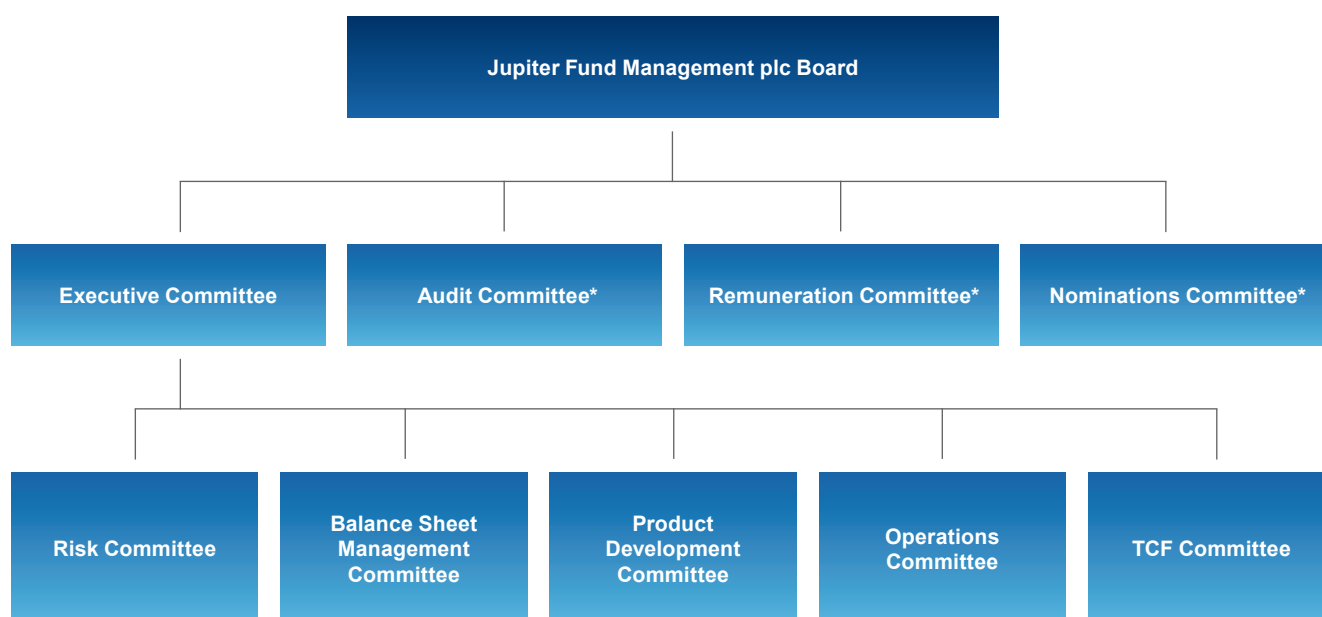 Jupiter Fund Management plc Board
Executive Committee
Audit Committee*
Remuneration Committee*
Nominations Committee*
Risk Committee
Balance Sheet
Management
Committee
Product
Development
Committee
Operations
Committee
TCF Committee